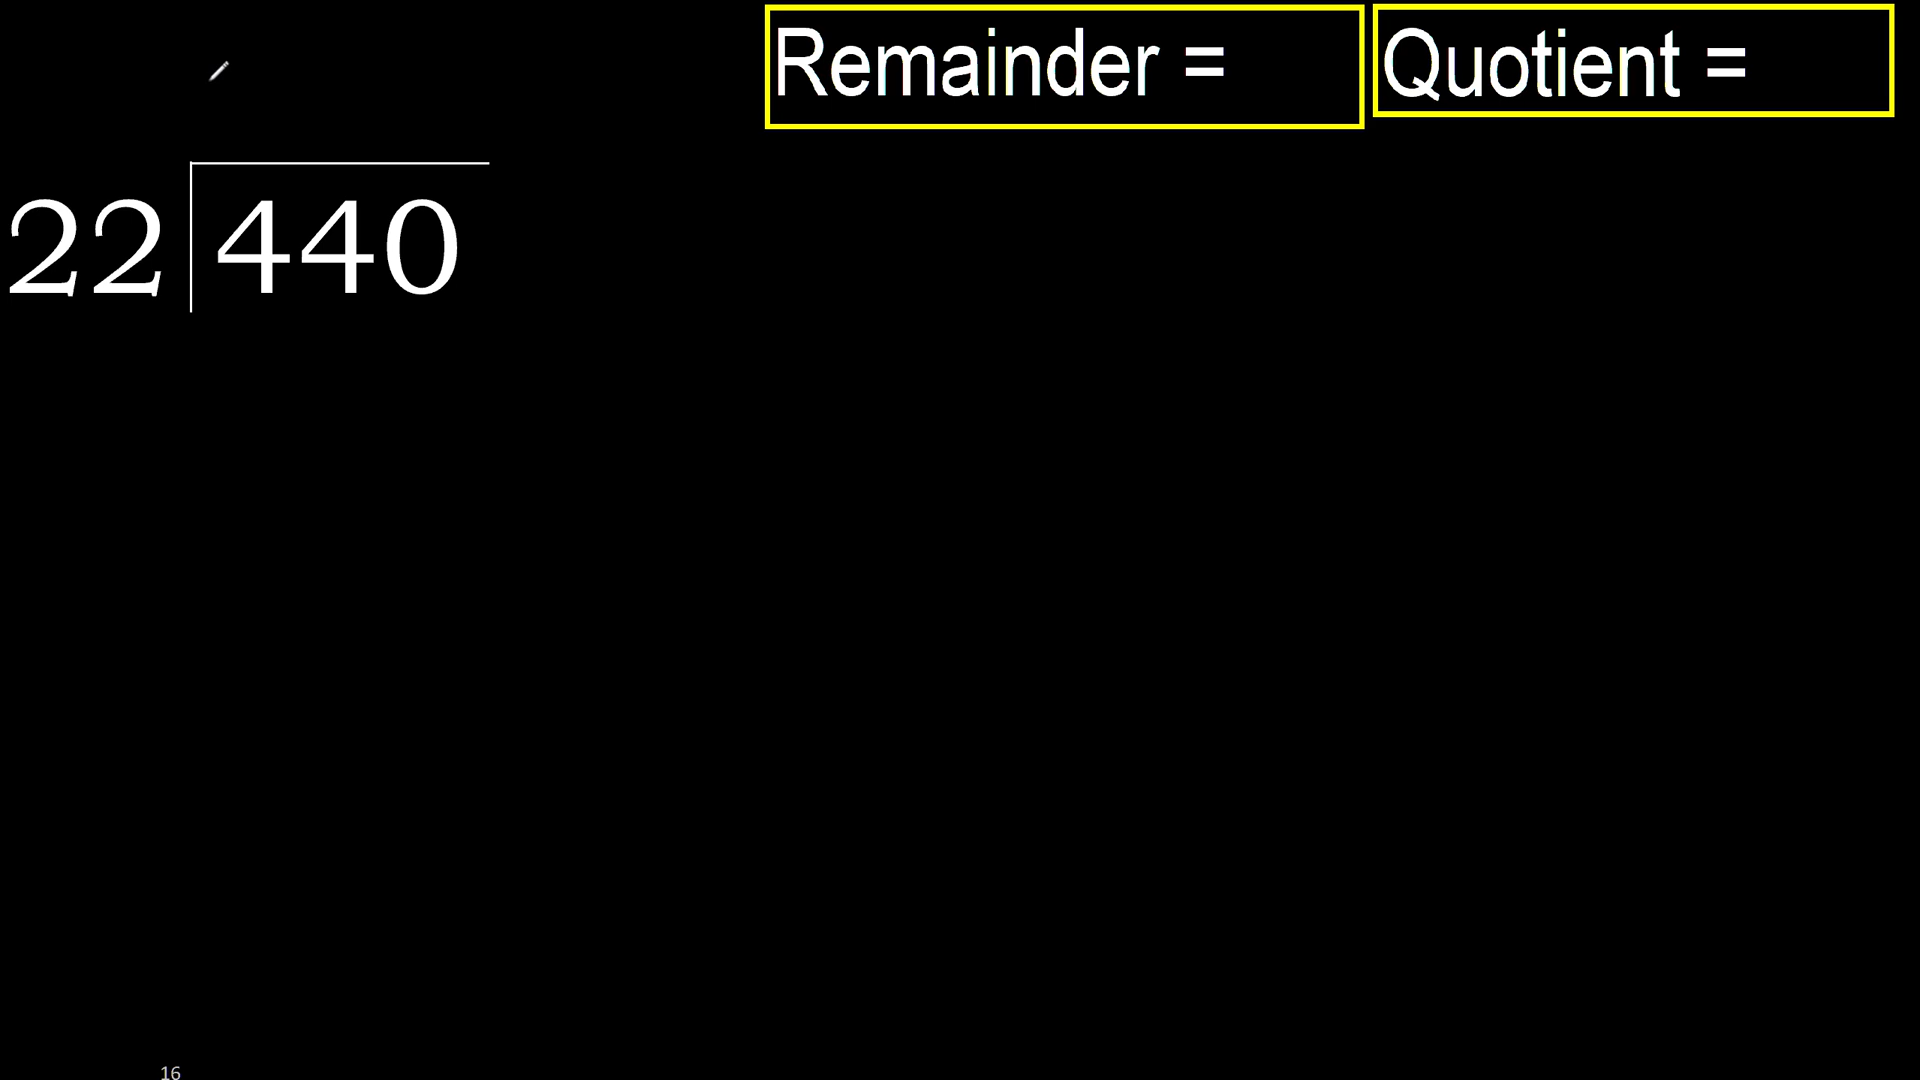 Remainder =
Quotient =
22 440
16